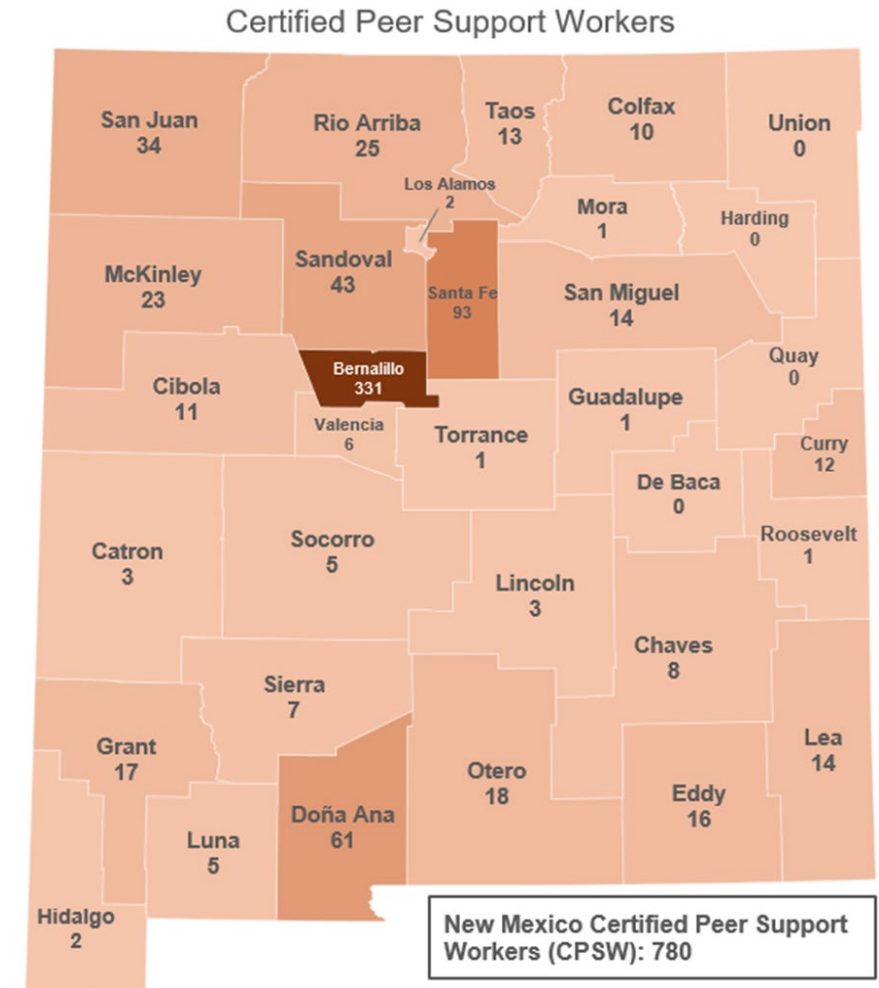 Certified Peer Support Workers
San Juan
34
Rio Arriba
25
Taos
13
Colfax
10
Union
0
Los Alamos
2
Mora
1
Harding
0
McKinley
23
Sandoval
43
Santa Fe
93
San Miguel
14
Quay
0
Bernalillo
331
Cibola
11
Guadalupe
1
Valencia
6
Torrance
1
Curry
12
De Baca
0
Roosevelt
1
Catron
3
Socorro
5
Lincoln
3
Chaves
8
Sierra
7
Grant
17
Lea
14
Otero
18
Eddy
16
Doña Ana
61
Luna
5
Hidalgo
2
New Mexico Certified Peer Support
Workers (CPSW): 780